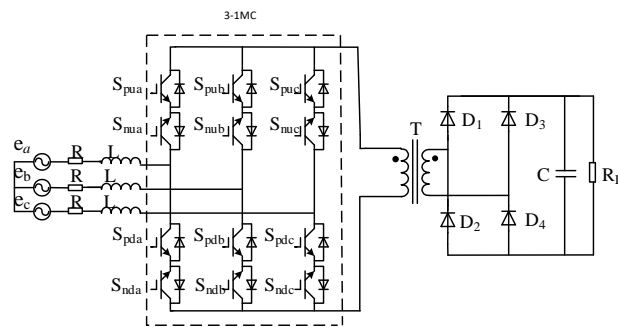 3-1MC
Spua Spub Spuc
Snua Snub Snuc
ea R L
eb R L
ec R L
Spda Spdb Spdc
Snda Sndb Sndc
T
D1 D3
C
D2 D4